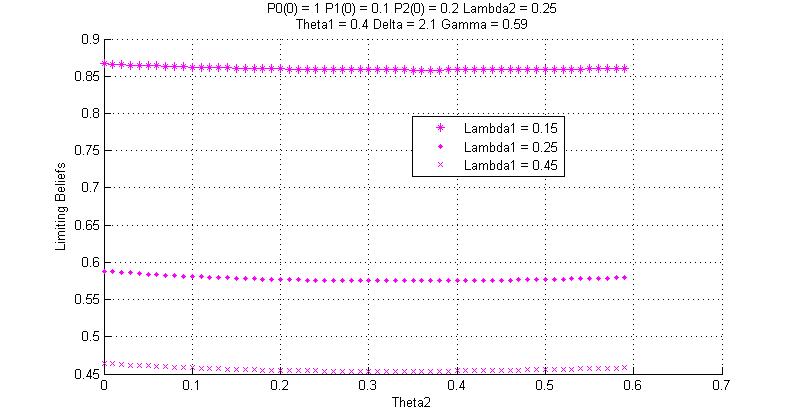 P0(0) = 1 P1(0) = 0.1 P2(0) = 0.2 Lambda2 = 0.25
Theta1 = 0.4 Delta = 2.1 Gamma = 0.59
0.9
0.85
0.8
0.75
0.7
0.65
0.6
0.55
0.5
0.45
Limiting Beliefs
Lambda1 = 0.15
Lambda1 = 0.25
Lambda1 = 0.45
0 0.1 0.2 0.3 0.4 0.5 0.6 0.7
Theta2